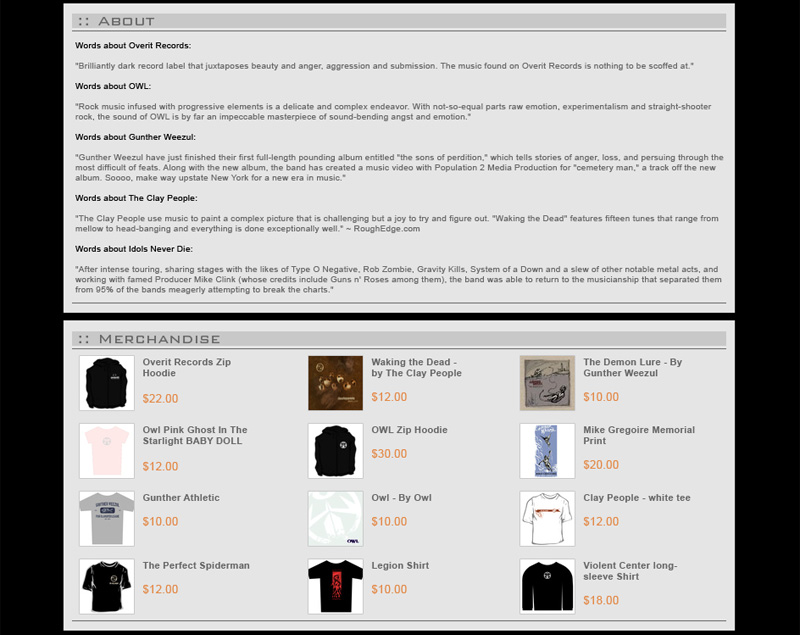 :: About
Words about Overit Records:
"Brilliantly dark record label that juxtaposes beauty and anger, aggression and submission. The music found on Overit Records is nothing to be scoffed at."
Words about OWL:
"Rock music infused with progressive elements is a delicate and complex endeavor. With not-so-equal parts raw emotion, experimentalism and straight-shooter
rock, the sound of OWL is by far an impeccable masterpiece of sound-bending angst and emotion."
Words about Gunther Weezul:
"Gunther Weezul have just finished their first full-length pounding album entitled "the sons of perdition," which tells stories of anger, loss, and persuing through the
most difficult of feats. Along with the new album, the band has created a music video with Population 2 Media Production for "cemetery man," a track off the new
album. Soooo, make way upstate New York for a new era in music."
Words about The Clay People:
"The Clay People use music to paint a complex picture that is challenging but a joy to try and figure out. "Waking the Dead" features fifteen tunes that range from
mellow to head-banging and everything is done exceptionally well." ~ RoughEdge.com
Words about Idols Never Die:
"After intense touring, sharing stages with the likes of Type O Negative, Rob Zombie, Gravity Kills, System of a Down and a slew of other notable metal acts, and
working with famed Producer Mike Clink (whose credits include Guns n' Roses among them), the band was able to return to the musicianship that separated them
from 95% of the bands meagerly attempting to break the charts."
:: Merchandise
Overit Records Zip
Hoodie
$22.00
Waking the Dead -
by The Clay People
$12.00
The Demon Lure - By
Gunther Weezul
$10.00
Owl Pink Ghost In The
Starlight BABY DOLL
$12.00
OWL Zip Hoodie
$30.00
Mike Gregoire Memorial
Print
$20.00
Gunther Athletic
$10.00
Owl - By Owl
$10.00
OWL
Clay People - white tee
$12.00
The Perfect Spiderman
$12.00
Legion Shirt
$10.00
Violent Center long-
sleeve Shirt
$18.00